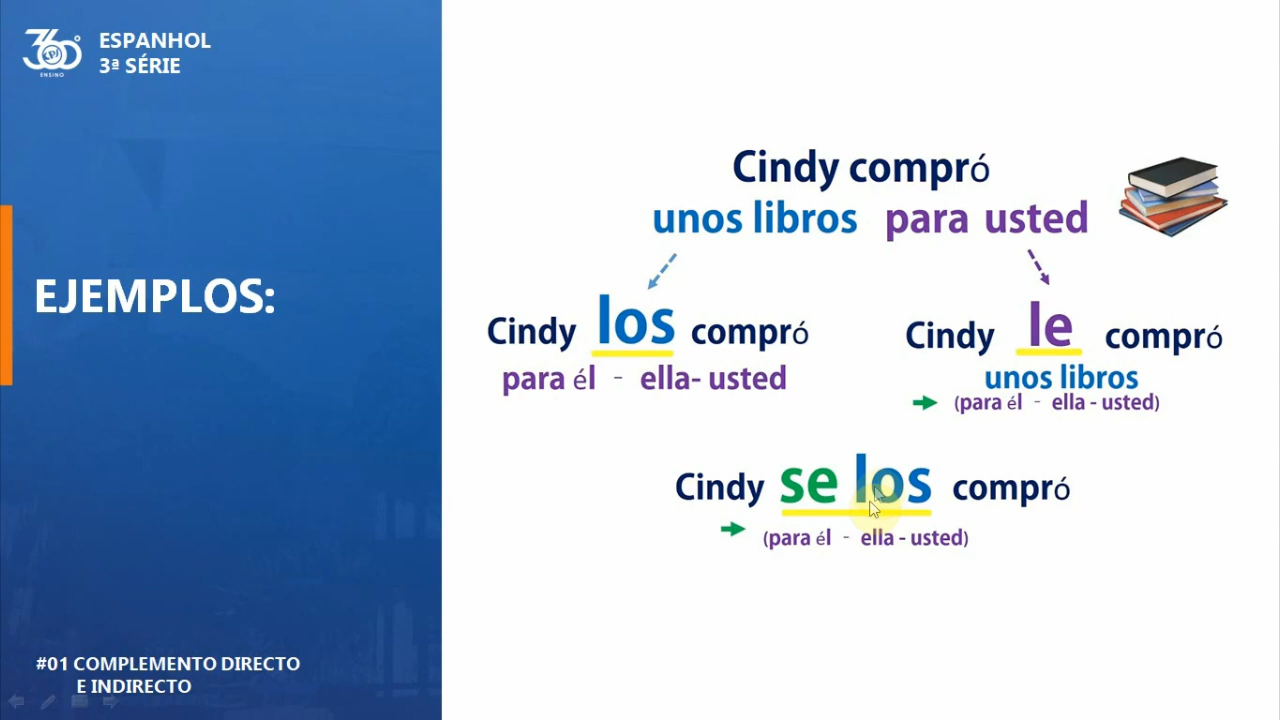 360°
ENSINO
ESPANHOL
3ª SÉRIE
EJEMPLOS:
#01 COMPLEMENTO DIRECTO
E INDIRECTO
Cindy compró
unos libros para usted
Cindy los compró
para él - ella- usted
Cindy le compró
unos libros
(para él - ella - usted)
Cindy se los compró
(para él - ella - usted)